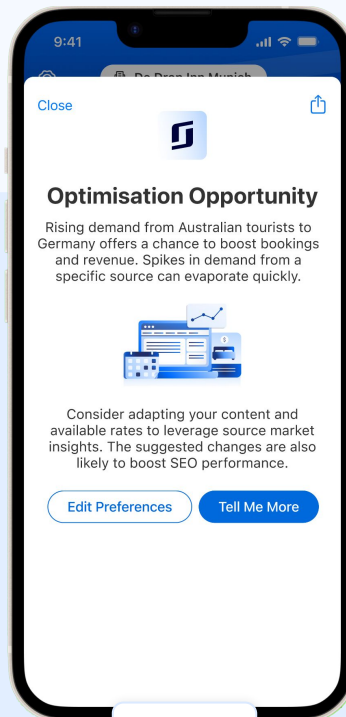 9:41
Do Drop Inn Munich
Close
Optimisation Opportunity
Rising demand from Australian tourists to
Germany offers a chance to boost bookings
and revenue. Spikes in demand from a
specific source can evaporate quickly.
Consider adapting your content and
available rates to leverage source market
insights. The suggested changes are also
likely to boost SEO performance.
Edit Preferences
Tell Me More